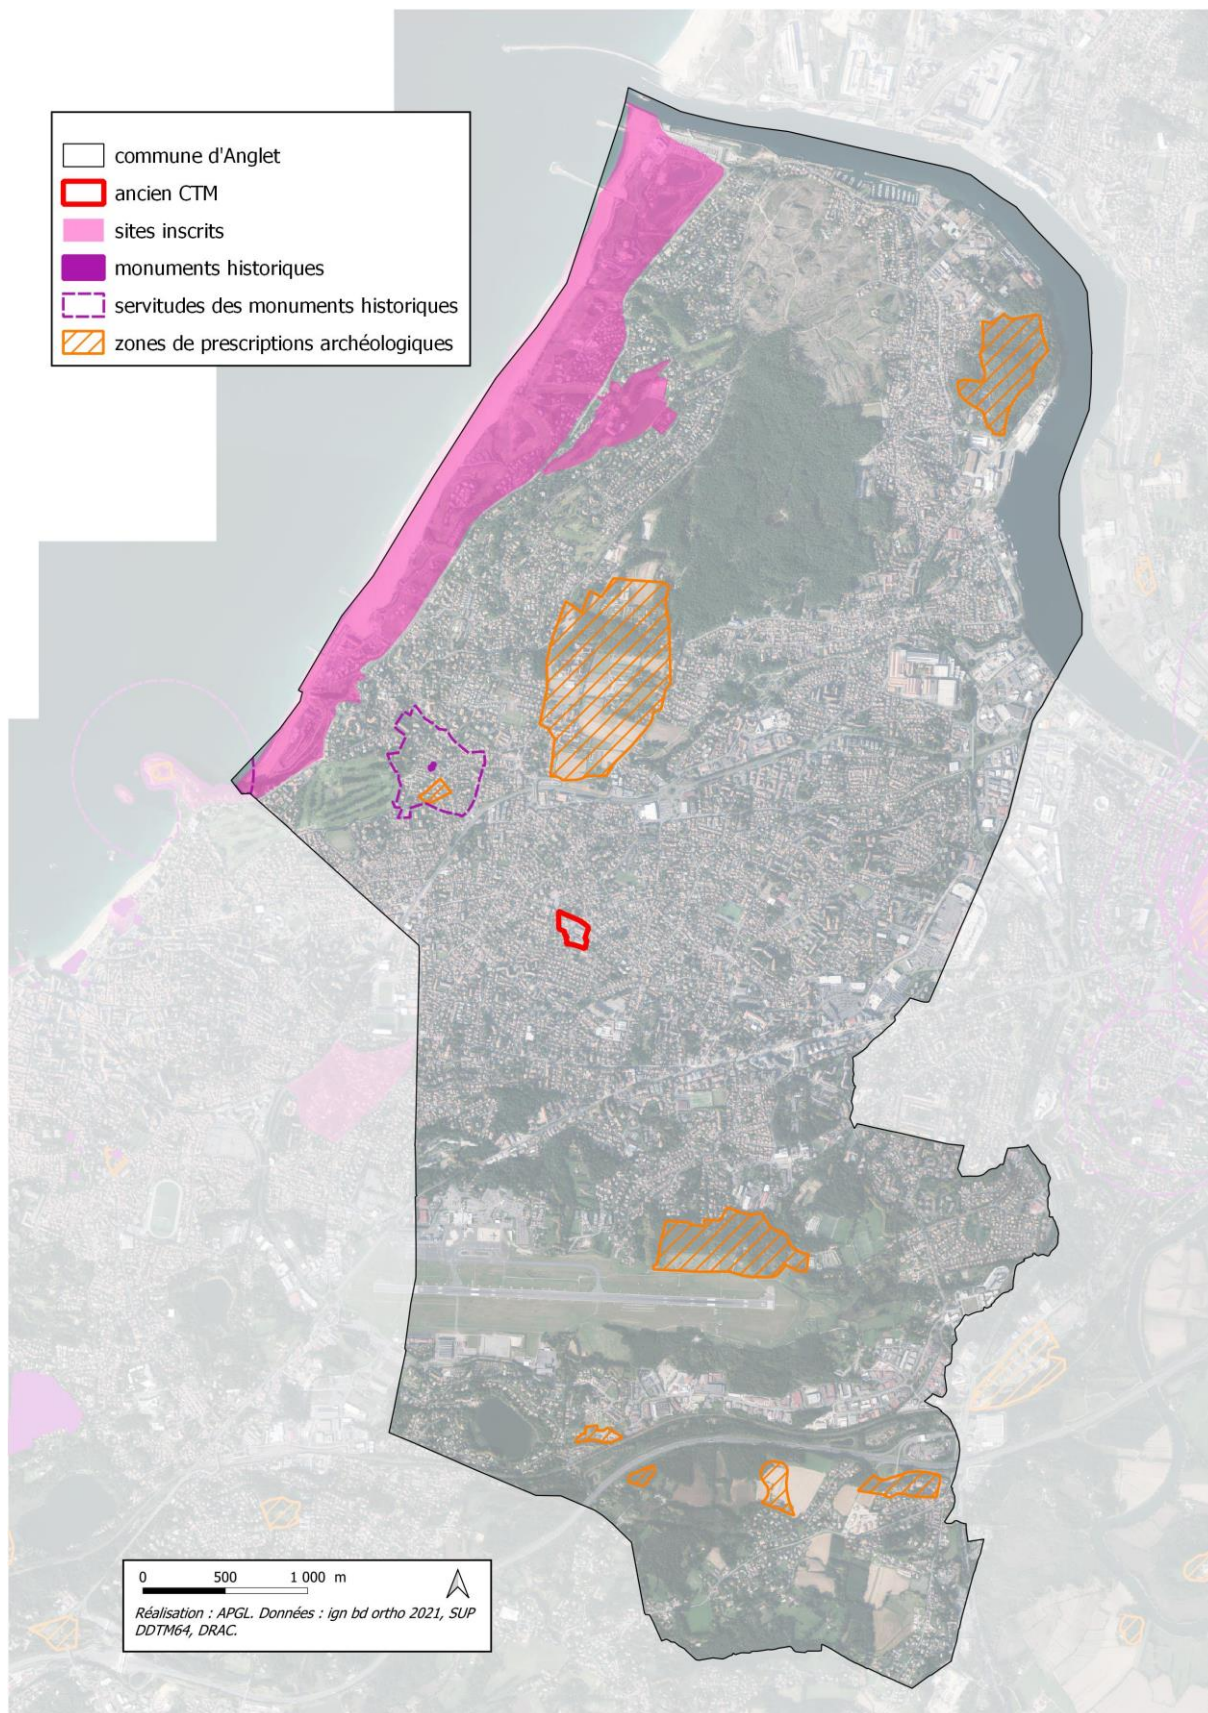 commune d'Anglet
ancien CTM
sites inscrits
monuments historiques
servitudes des monuments historiques
zones de prescriptions archéologiques
0 500 1 000 m
Réalisation : APGL. Données : ign bd ortho 2021, SUP
DDTM64, DRAC.